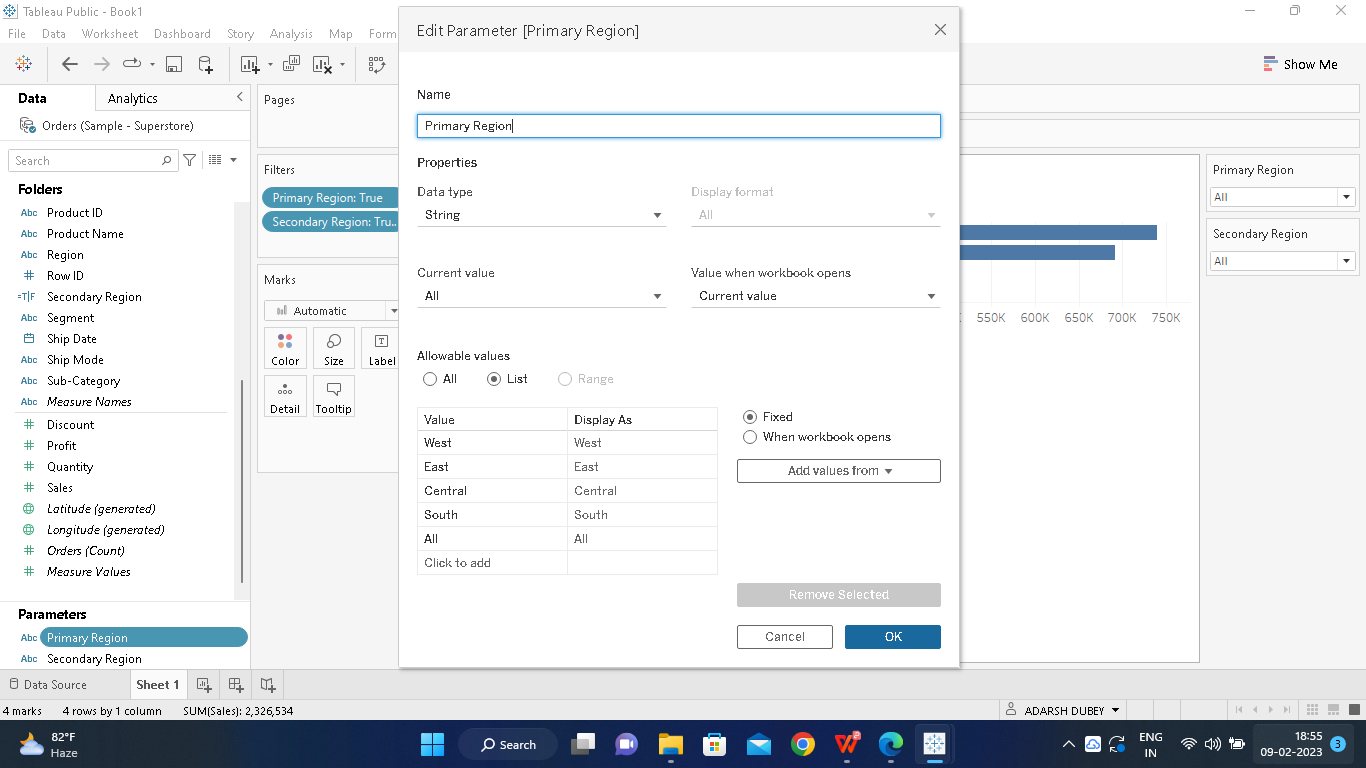 Tableau Public - Book1
File Data Worksheet Dashboard Story Analysis Map Form
Show Me
Data Analytics
Orders (Sample - Superstore)
Search
Folders
Abc Product ID
Abc Product Name
Abc Region
# Row ID
=T|F Secondary Region
Abc Segment
Ship Date
Abc Ship Mode
Abc Sub-Category
Abc Measure Names
# Discount
# Profit
# Quantity
# Sales
Latitude (generated)
Longitude (generated)
# Orders (Count)
# Measure Values
Parameters
Abc Primary Region
Abc Secondary Region
Pages
Filters
Primary Region: True
Secondary Region: Tru..
Marks
Automatic
Color Size Label
Detail Tooltip
Edit Parameter [Primary Region]
Name
Primary Region
Properties
Data type Display format
String All
Current value Value when workbook opens
All Current value
Allowable values
All List Range
Value Display As
West West
East East
Central Central
South South
All All
Click to add
Fixed
When workbook opens
Add values from
Remove Selected
Cancel OK
550K 600K 650K 700K 750K
Primary Region
All
Secondary Region
All
Data Source Sheet 1
4 marks 4 rows by 1 column SUM(Sales): 2,326,534
ADARSH DUBEY
82°F
Haze
Search
ENG
IN
18:55
09-02-2023
3